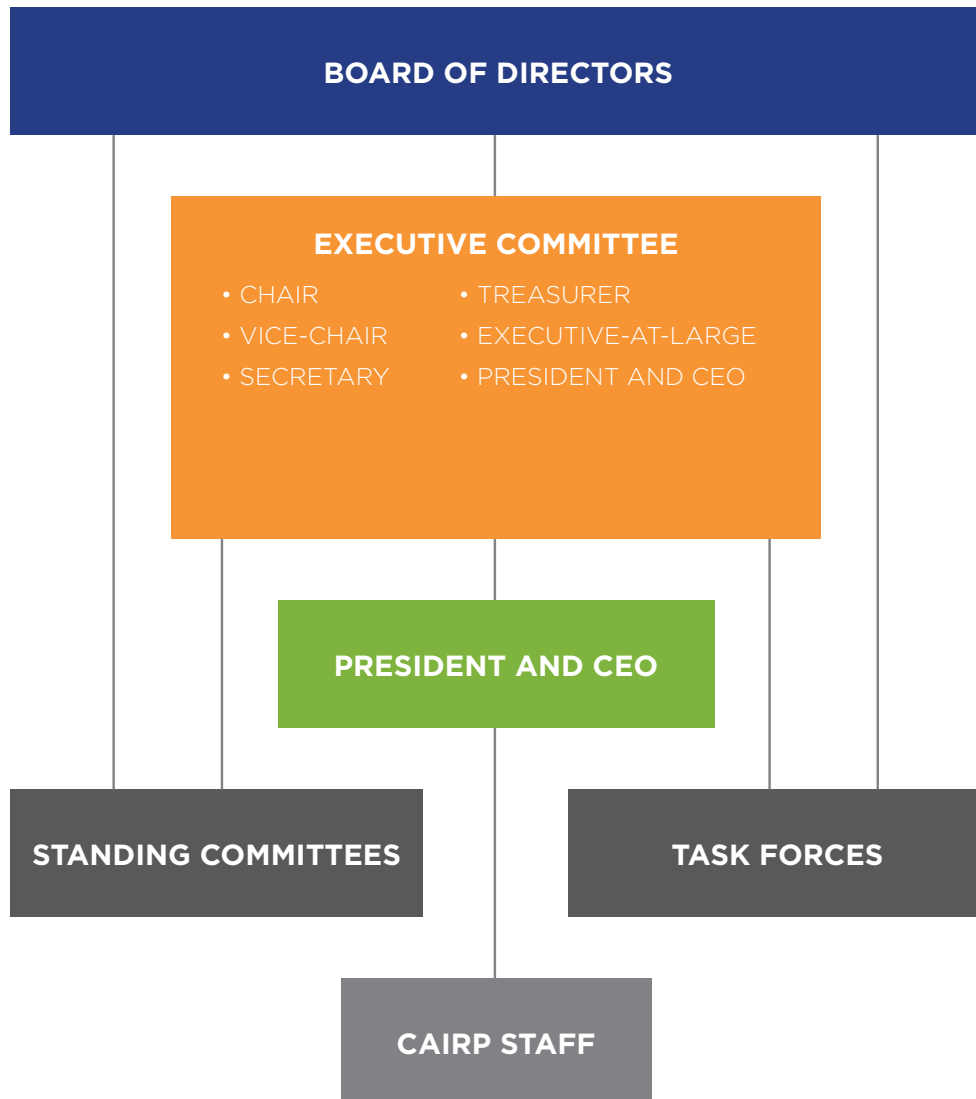 BOARD OF DIRECTORS
EXECUTIVE COMMITTEE
• CHAIR
• VICE-CHAIR
• SECRETARY
• TREASURER
• EXECUTIVE-AT-LARGE
• PRESIDENT AND CEO
PRESIDENT AND CEO
STANDING COMMITTEES
TASK FORCES
CAIRP STAFF